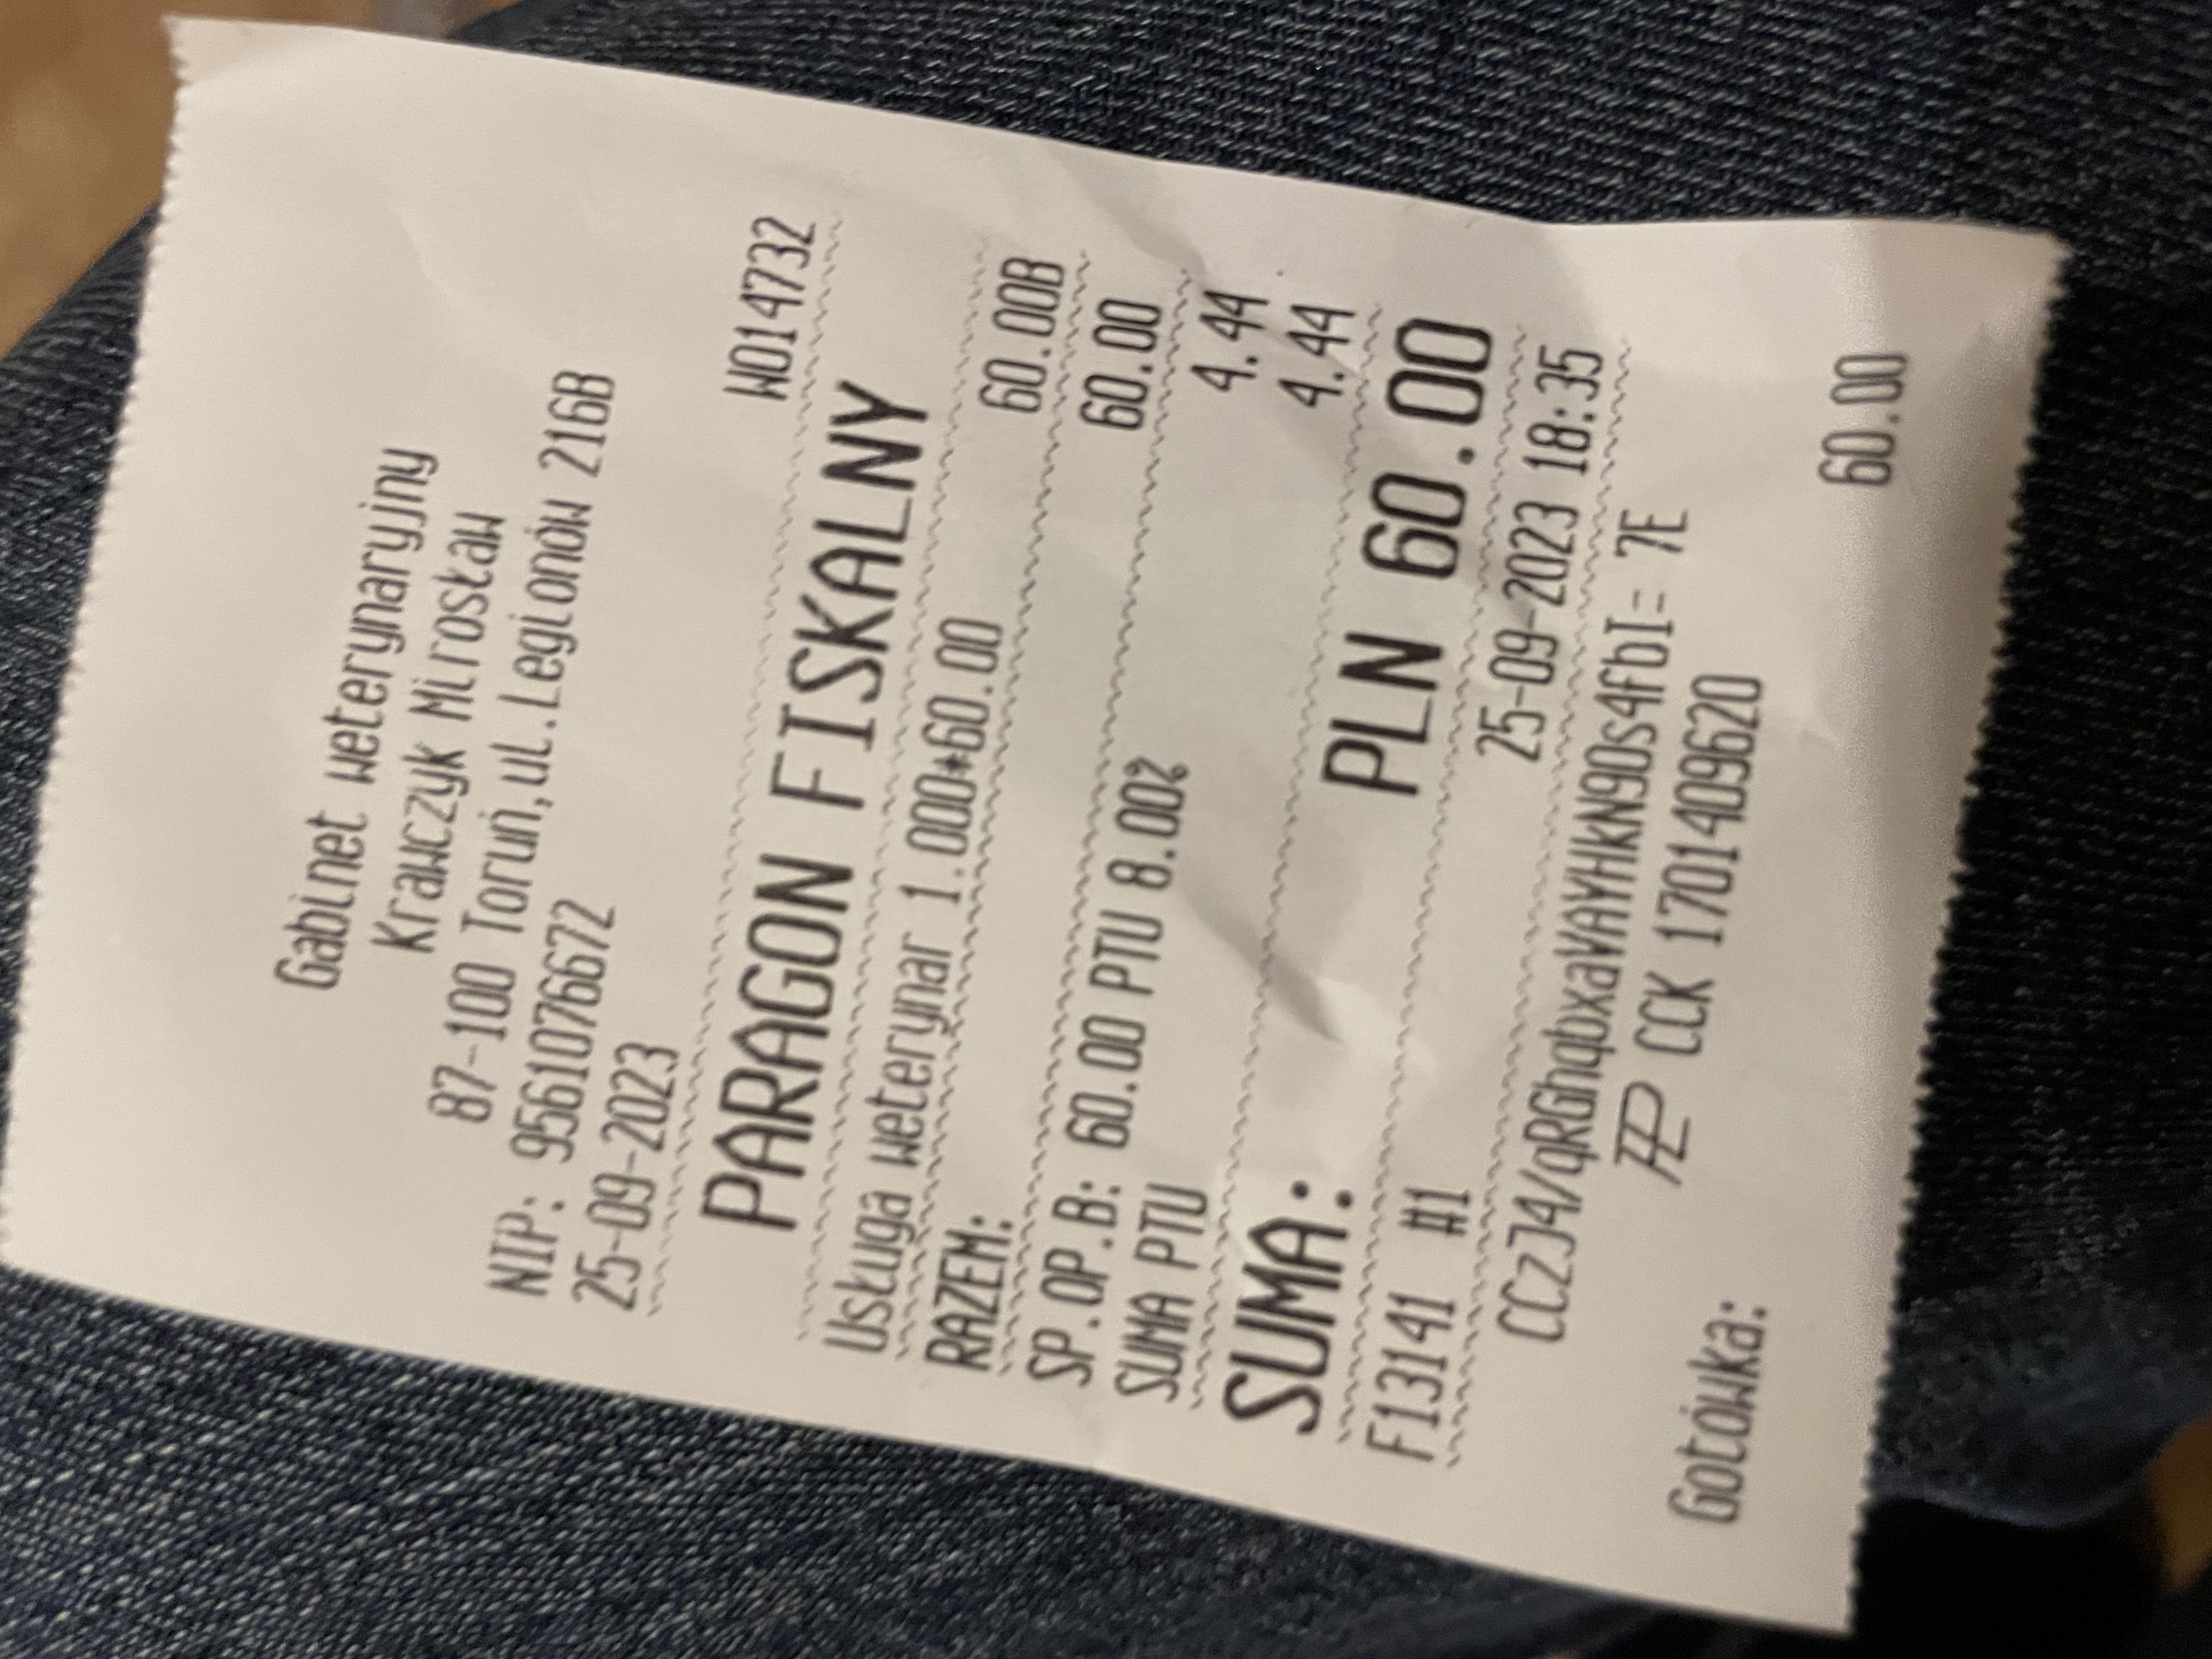 Gabinet weterynaryjny
Krawczyk Mirosław
87-100 Toruń,ul.Legionów 216B
NIP: 9561076672
25-09-2023 W014732
PARAGON FISKALNY
Usługa weterynar 1.000*60.00 60.00B
RAZEM: 60.00
SP.OP.B: 60.00 PTU 8.00% 4.44
SUMA PTU 4.44
SUMA: PLN 60.00
F13141 #1 25-09-2023 18:35
CCzJ4/qRGhqbxaVAYHkN9Os4fbI= 7E
CCK 1701409620
Gotówka: 60.00